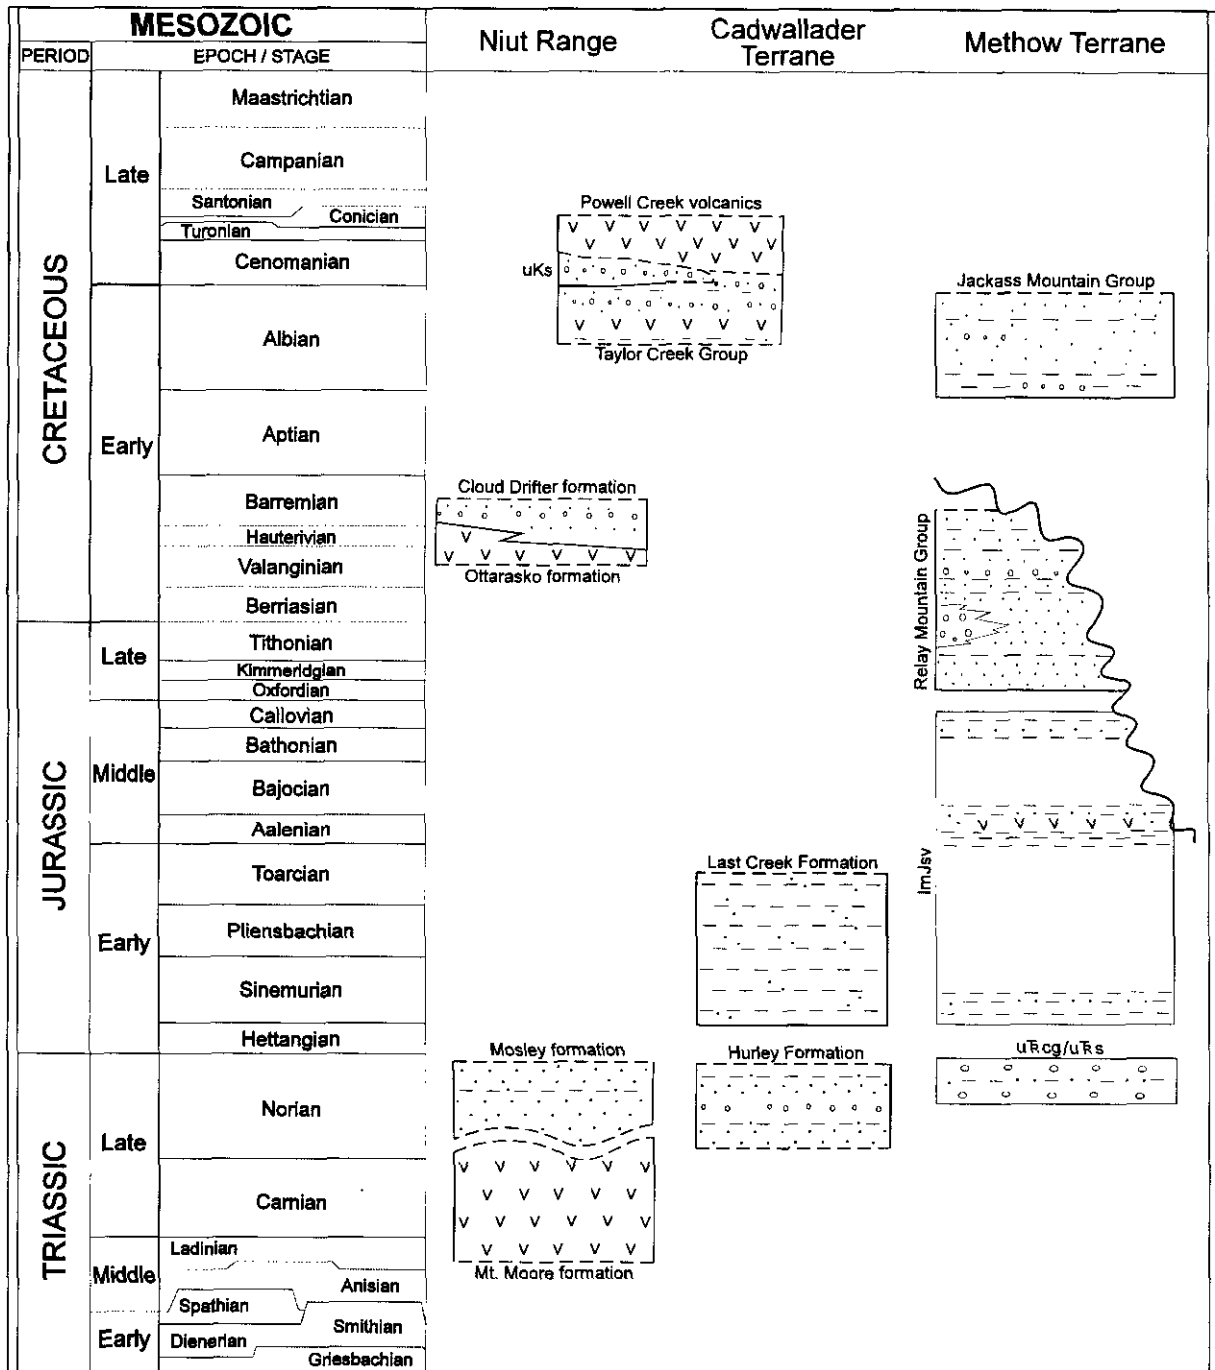 MESOZOIC
PERIOD
EPOCH / STAGE
Niut Range
Cadwallader
Terrane
Methow Terrane
CRETACEOUS
Late
Maastrichtian
Campanian
Santonian
Conician
Turonian
Cenomanian
Early
Albian
Aptian
Barremian
Hauterivian
Valanginian
Berriasian
JURASSIC
Late
Tithonian
Kimmeridgian
Oxfordian
Middle
Callovian
Bathonian
Bajocian
Aalenian
Early
Toarcian
Pliensbachian
Sinemurian
Hettangian
TRIASSIC
Late
Norian
Carnian
Middle
Ladinian
Anisian
Early
Spathian
Smithian
Dienerian
Griesbachian
Powell Creek volcanics
uKs
Taylor Creek Group
Jackass Mountain Group
Cloud Drifter formation
Ottarasko formation
Relay Mountain Group
lmJsv
Last Creek Formation
Mosley formation
Mt. Moore formation
Hurley Formation
uTRcg/uTRs